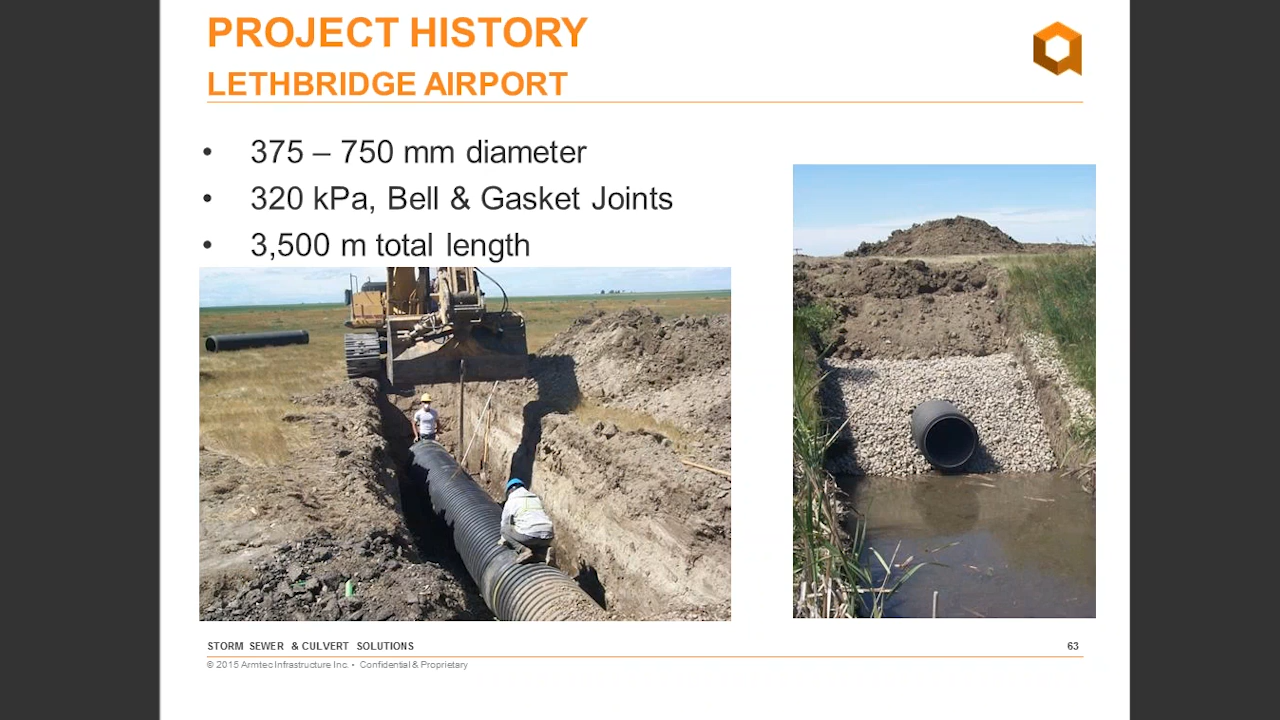 PROJECT HISTORY
LETHBRIDGE AIRPORT
• 375 – 750 mm diameter
• 320 kPa, Bell & Gasket Joints
• 3,500 m total length
STORM SEWER & CULVERT SOLUTIONS 63
© 2015 Armtec Infrastructure Inc. • Confidential & Proprietary